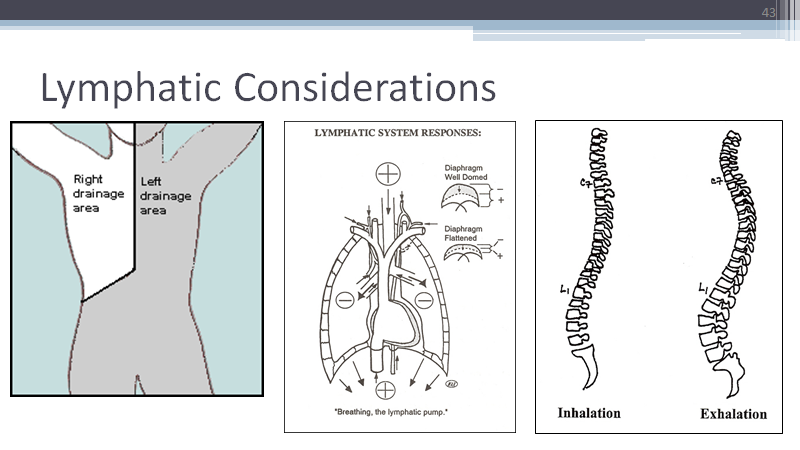 43
Lymphatic Considerations
Right
drainage
area
Left
drainage
area
LYMPHATIC SYSTEM RESPONSES:
Diaphragm
Well Domed
Diaphragm
Flattened
"Breathing, the lymphatic pump."
C7
L1
Inhalation
C7
L1
Exhalation